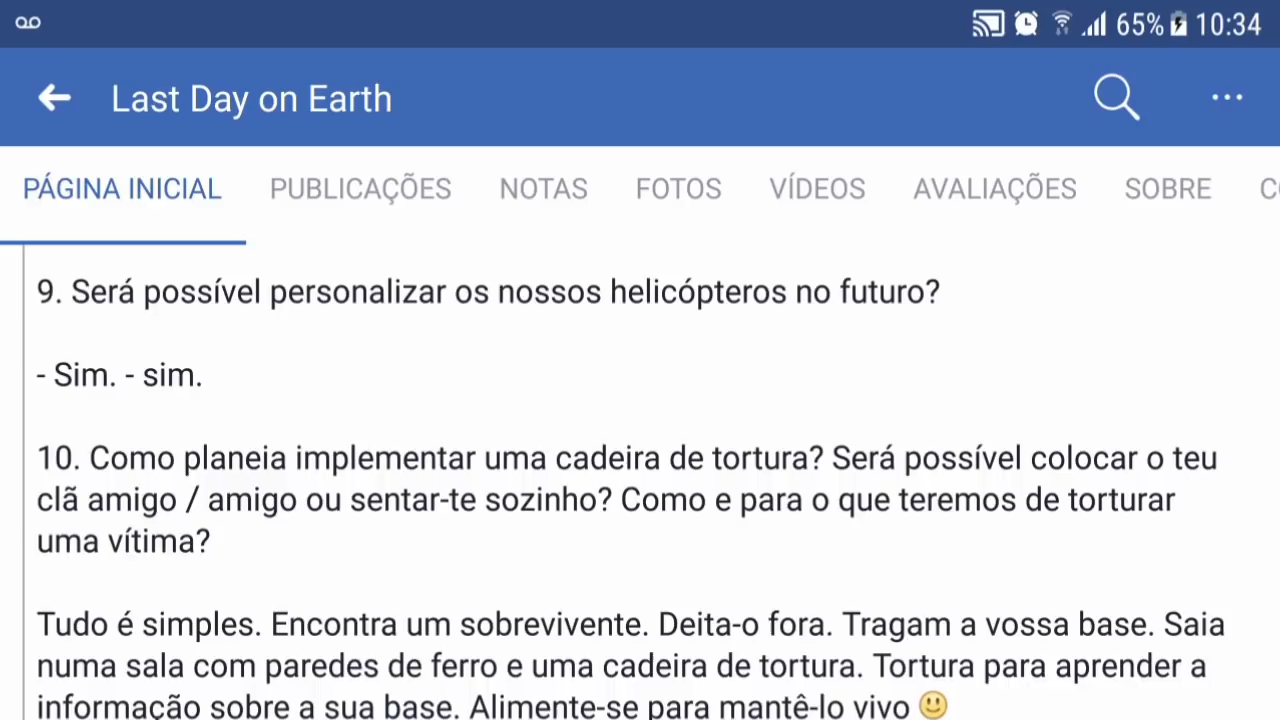 65% 10:34
Last Day on Earth
PÁGINA INICIAL PUBLICAÇÕES NOTAS FOTOS VÍDEOS AVALIAÇÕES SOBRE
9. Será possível personalizar os nossos helicópteros no futuro?
- Sim. - sim.
10. Como planeia implementar uma cadeira de tortura? Será possível colocar o teu
clã amigo / amigo ou sentar-te sozinho? Como e para o que teremos de torturar
uma vítima?
Tudo é simples. Encontra um sobrevivente. Deita-o fora. Tragam a vossa base. Saia
numa sala com paredes de ferro e uma cadeira de tortura. Tortura para aprender a
informação sobre a sua base. Alimente-se para mantê-lo vivo 🙂